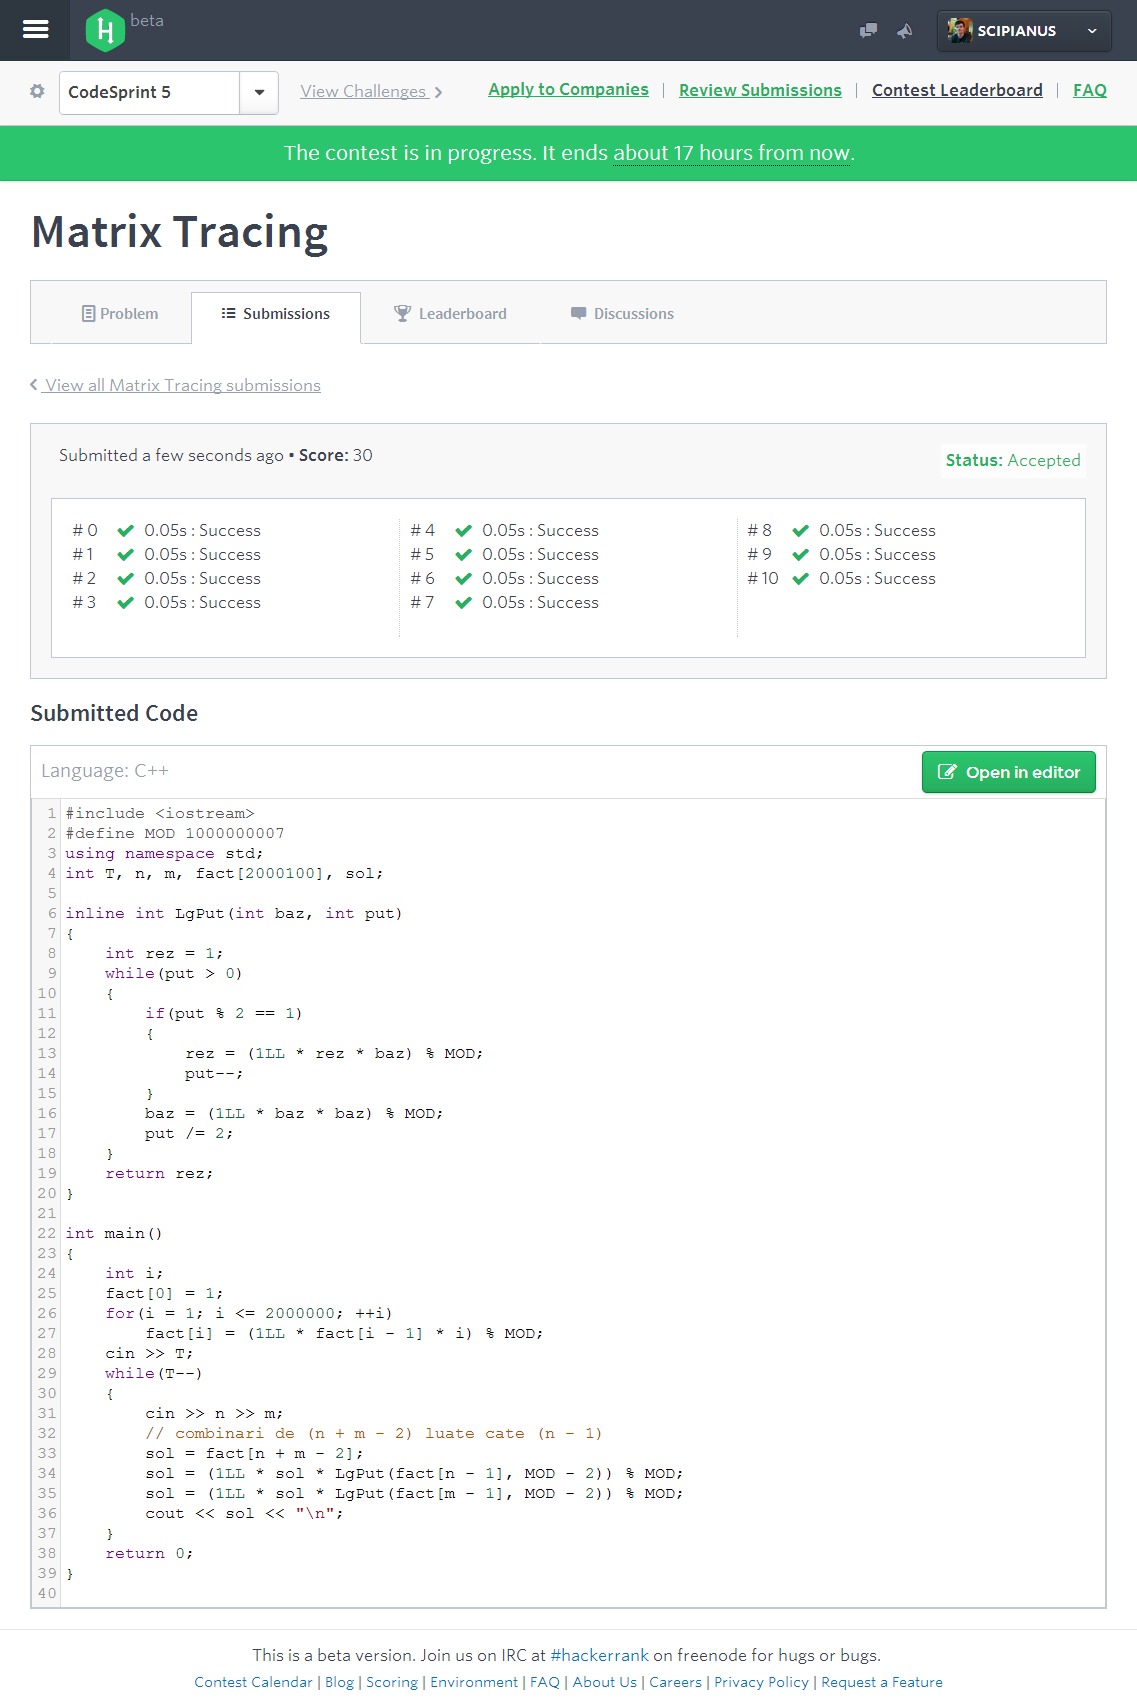 H beta
SCIPIANUS
CodeSprint 5
View Challenges
Apply to Companies | Review Submissions | Contest Leaderboard | FAQ
The contest is in progress. It ends about 17 hours from now.
Matrix Tracing
Problem
Submissions
Leaderboard
Discussions
View all Matrix Tracing submissions
Submitted a few seconds ago • Score: 30
Status: Accepted
#0 0.05s : Success
#1 0.05s : Success
#2 0.05s : Success
#3 0.05s : Success
#4 0.05s : Success
#5 0.05s : Success
#6 0.05s : Success
#7 0.05s : Success
#8 0.05s : Success
#9 0.05s : Success
#10 0.05s : Success
Submitted Code
Language: C++
Open in editor
1 #include <iostream>
2 #define MOD 1000000007
3 using namespace std;
4 int T, n, m, fact[2000100], sol;
5
6 inline int LgPut(int baz, int put)
7 {
8     int rez = 1;
9     while(put > 0)
10     {
11         if(put % 2 == 1)
12         {
13             rez = (1LL * rez * baz) % MOD;
14             put--;
15         }
16         baz = (1LL * baz * baz) % MOD;
17         put /= 2;
18     }
19     return rez;
20 }
21
22 int main()
23 {
24     int i;
25     fact[0] = 1;
26     for(i = 1; i <= 2000000; ++i)
27         fact[i] = (1LL * fact[i - 1] * i) % MOD;
28     cin >> T;
29     while(T--)
30     {
31         cin >> n >> m;
32         // combinari de (n + m - 2) luate cate (n - 1)
33         sol = fact[n + m - 2];
34         sol = (1LL * sol * LgPut(fact[n - 1], MOD - 2)) % MOD;
35         sol = (1LL * sol * LgPut(fact[m - 1], MOD - 2)) % MOD;
36         cout << sol << "\n";
37     }
38     return 0;
39 }
40
This is a beta version. Join us on IRC at #hackerrank on freenode for hugs or bugs.
Contest Calendar | Blog | Scoring | Environment | FAQ | About Us | Careers | Privacy Policy | Request a Feature